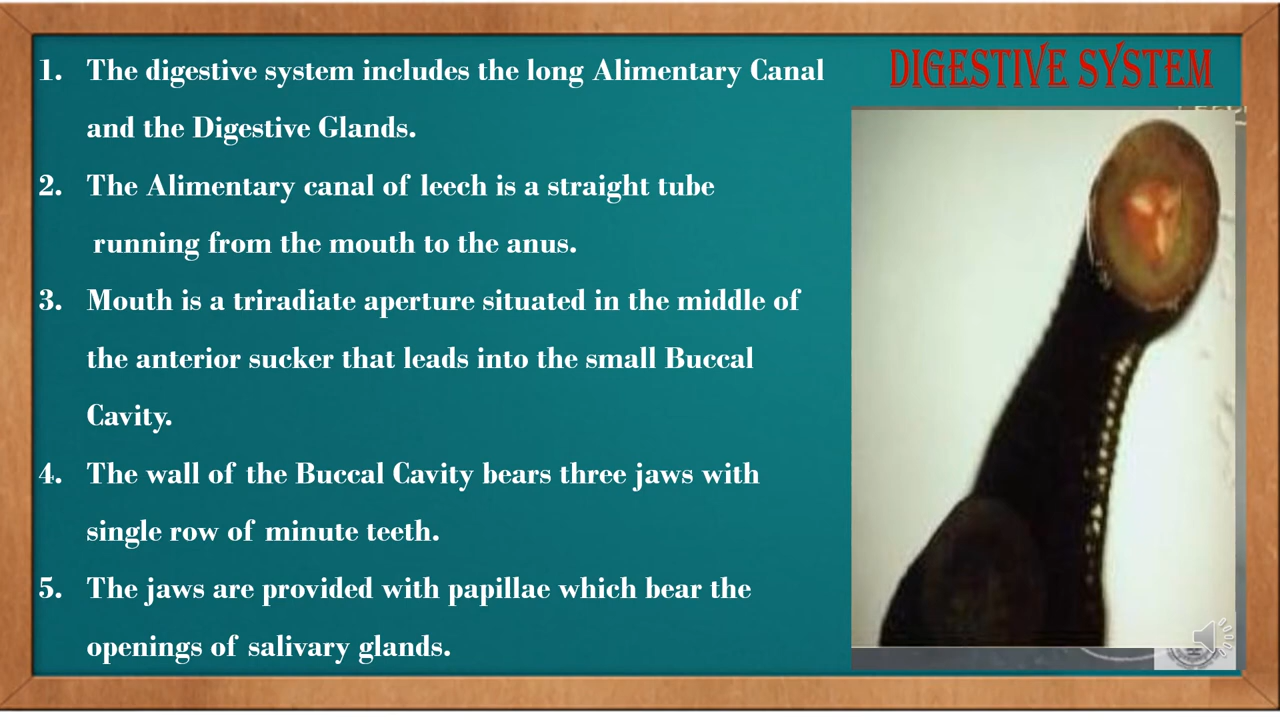 DIGESTIVE SYSTEM
1. The digestive system includes the long Alimentary Canal
and the Digestive Glands.
2. The Alimentary canal of leech is a straight tube
running from the mouth to the anus.
3. Mouth is a triradiate aperture situated in the middle of
the anterior sucker that leads into the small Buccal
Cavity.
4. The wall of the Buccal Cavity bears three jaws with
single row of minute teeth.
5. The jaws are provided with papillae which bear the
openings of salivary glands.